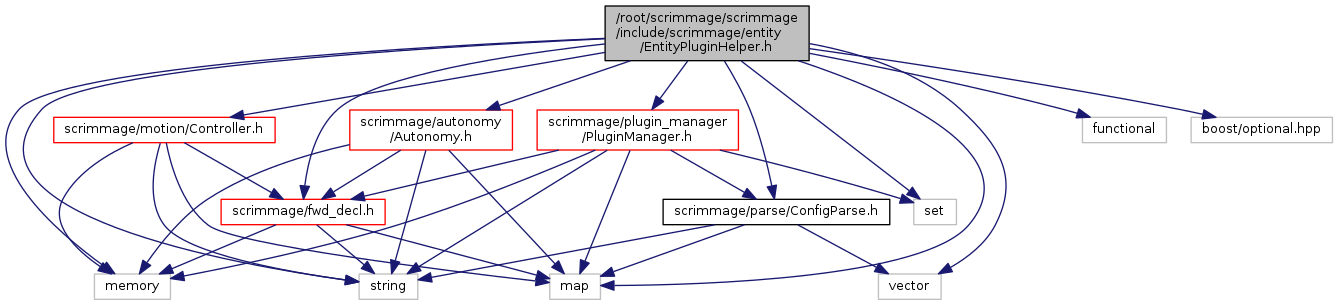 /root/scrimmage/scrimmage
/include/scrimmage/entity
/EntityPluginHelper.h
scrimmage/motion/Controller.h
scrimmage/autonomy
/Autonomy.h
scrimmage/plugin_manager
/PluginManager.h
functional
boost/optional.hpp
scrimmage/fwd_decl.h
scrimmage/parse/ConfigParse.h
set
memory
string
map
vector